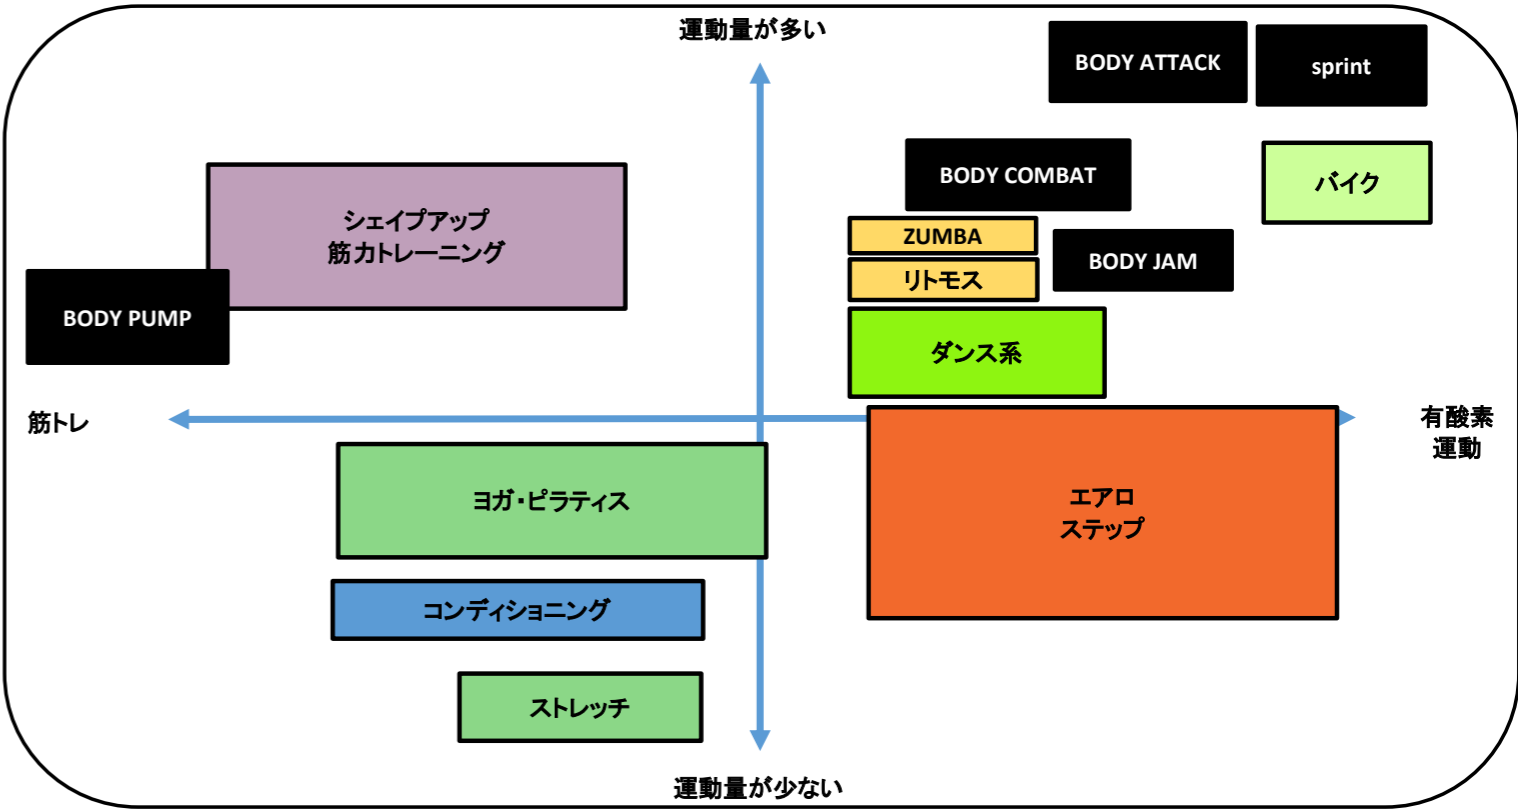 運動量が多い
BODY ATTACK
sprint
BODY COMBAT
バイク
シェイプアップ
筋力トレーニング
ZUMBA
リトモス
BODY JAM
BODY PUMP
ダンス系
筋トレ
有酸素
運動
ヨガ・ピラティス
エアロ
ステップ
コンディショニング
ストレッチ
運動量が少ない